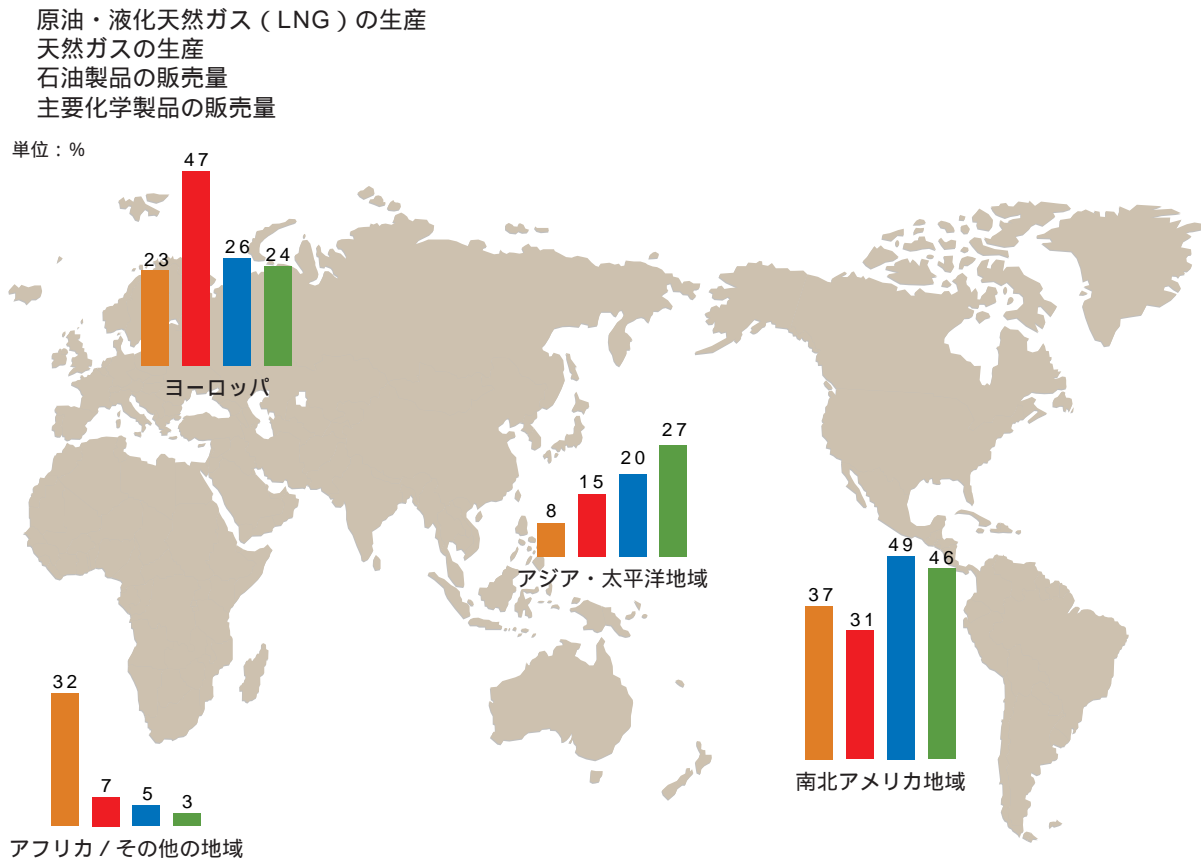 原油・液化天然ガス（LNG）の生産
天然ガスの生産
石油製品の販売量
主要化学製品の販売量
単位：%
23 47 26 24
ヨーロッパ
8 15 20 27
アジア・太平洋地域
37 31 49 46
南北アメリカ地域
32 7 5 3
アフリカ / その他の地域